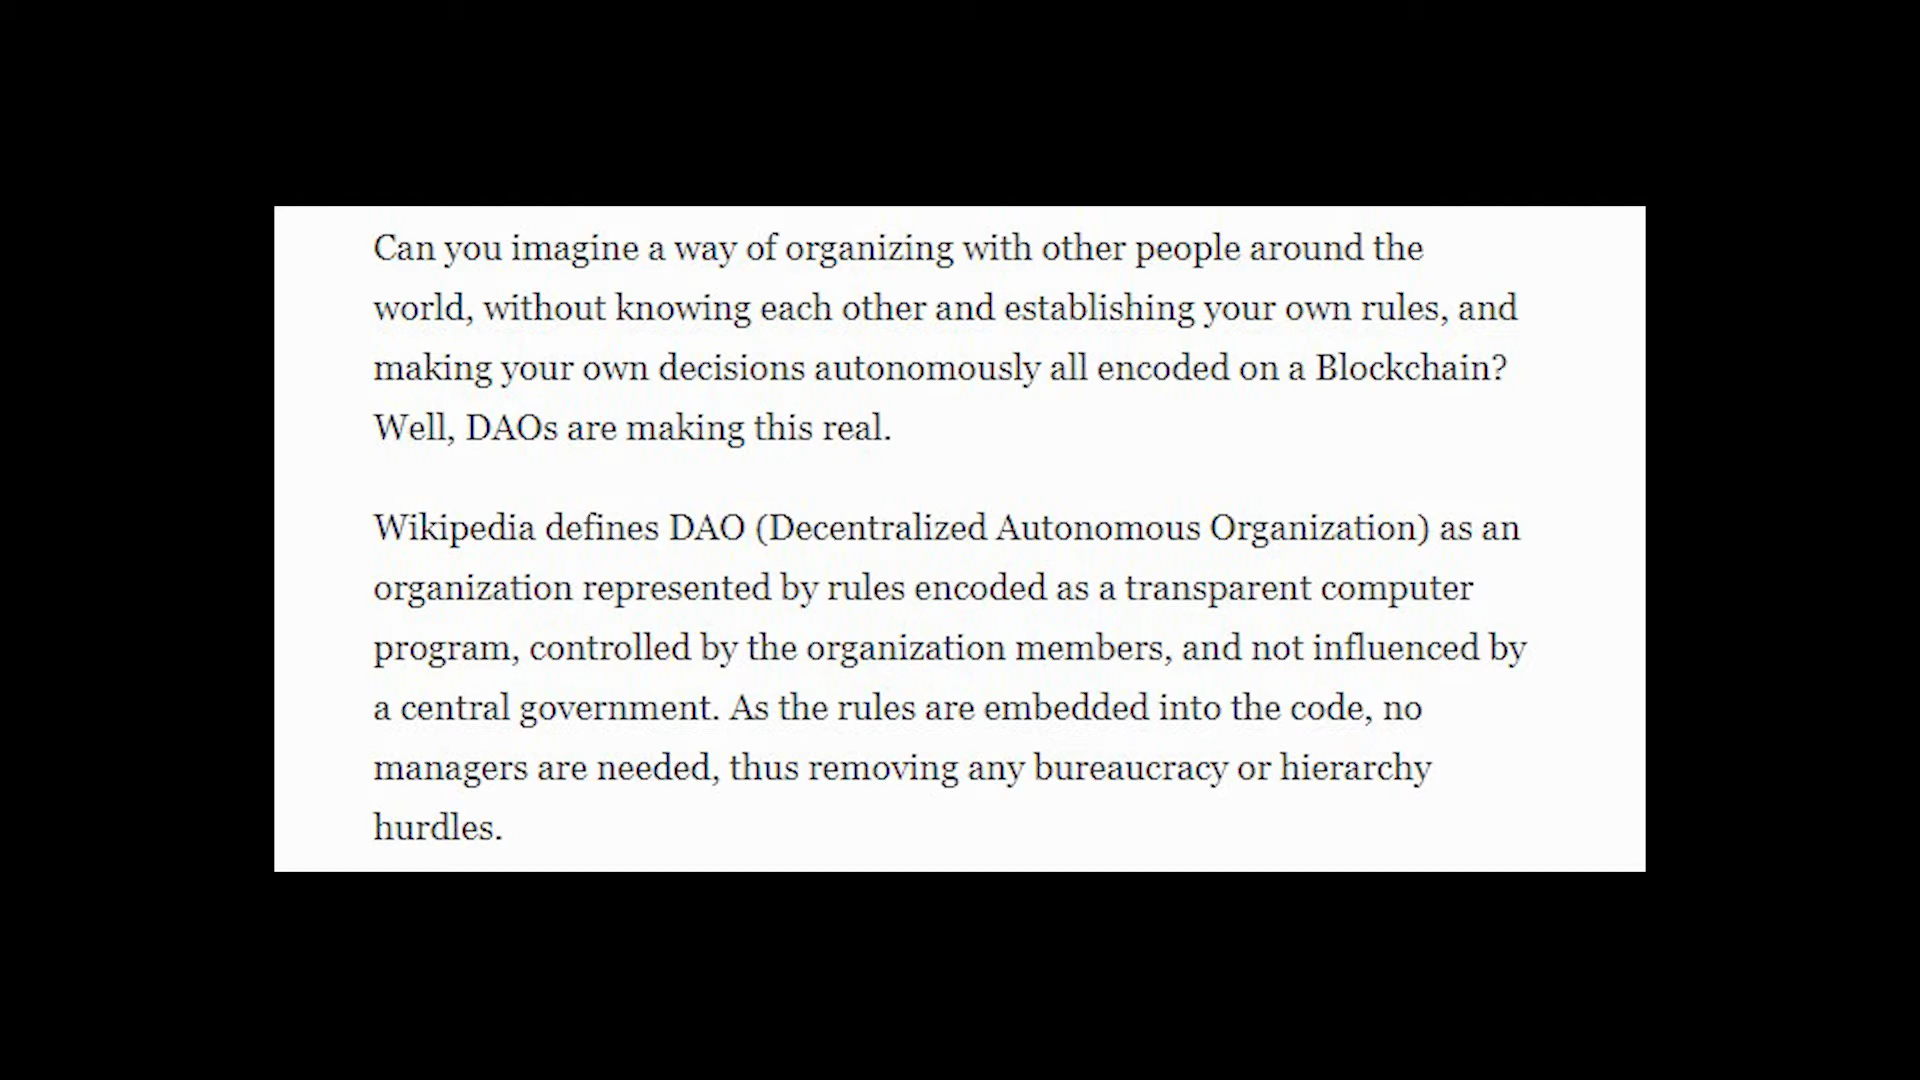 Can you imagine a way of organizing with other people around the
world, without knowing each other and establishing your own rules, and
making your own decisions autonomously all encoded on a Blockchain?
Well, DAOs are making this real.
Wikipedia defines DAO (Decentralized Autonomous Organization) as an
organization represented by rules encoded as a transparent computer
program, controlled by the organization members, and not influenced by
a central government. As the rules are embedded into the code, no
managers are needed, thus removing any bureaucracy or hierarchy
hurdles.